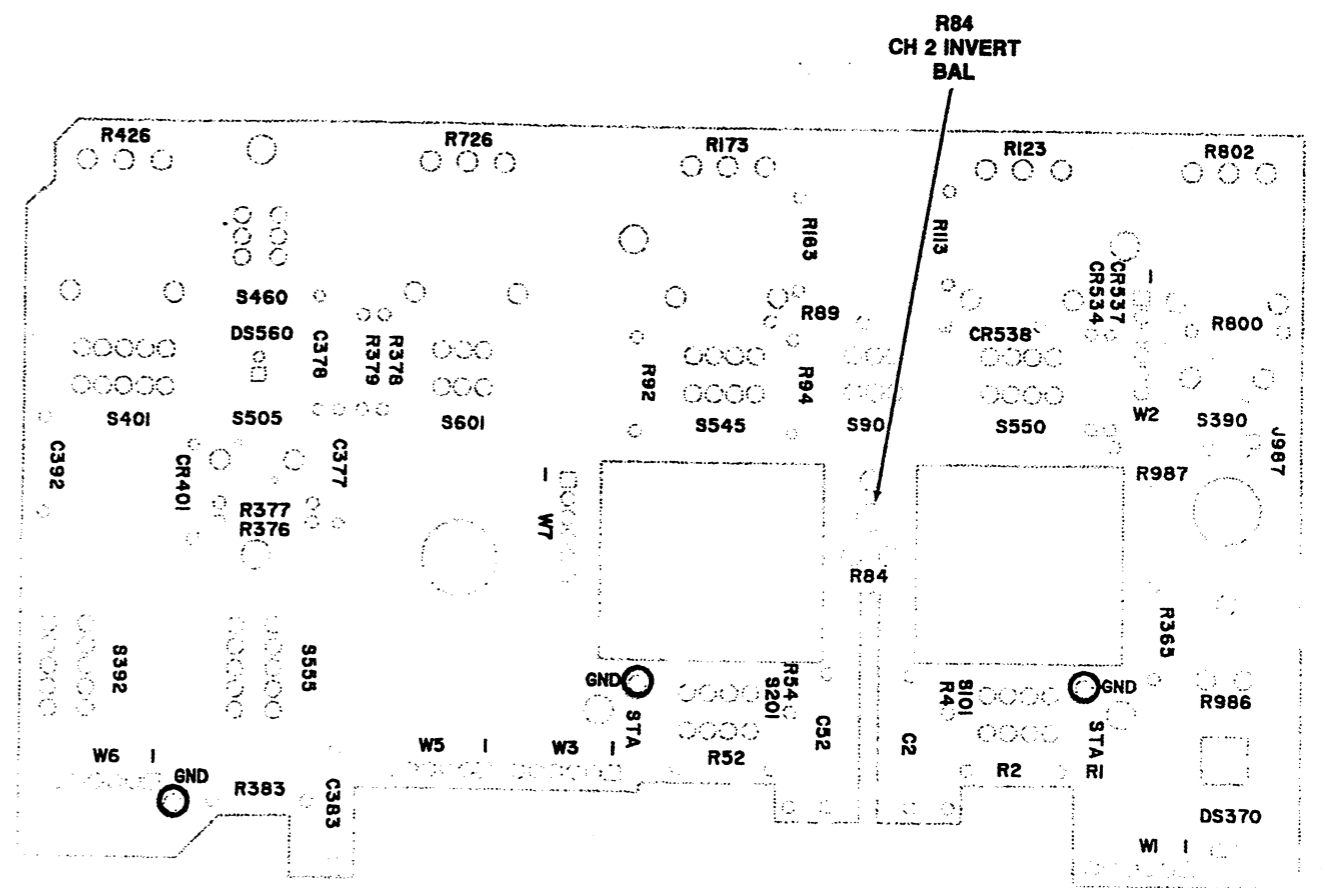 R84
CH 2 INVERT
BAL
R426
R726
R173
R123
R802
R163
R113
CR534
CR537
I
S460
R89
R800
DS560
C378
R379
R378
CR538
R92
R94
W2
S401
S505
S601
S545
S90
S550
S390
C392
CR401
C377
J987
R987
R377
R376
I
W7
R84
R365
S392
S555
GND
R54
S201
R4
S101
GND
R986
STA
STA
C52
C2
W6 I
W5 I
W3 I
R52
R2
R1
GND
R383
C383
DS370
W1 I